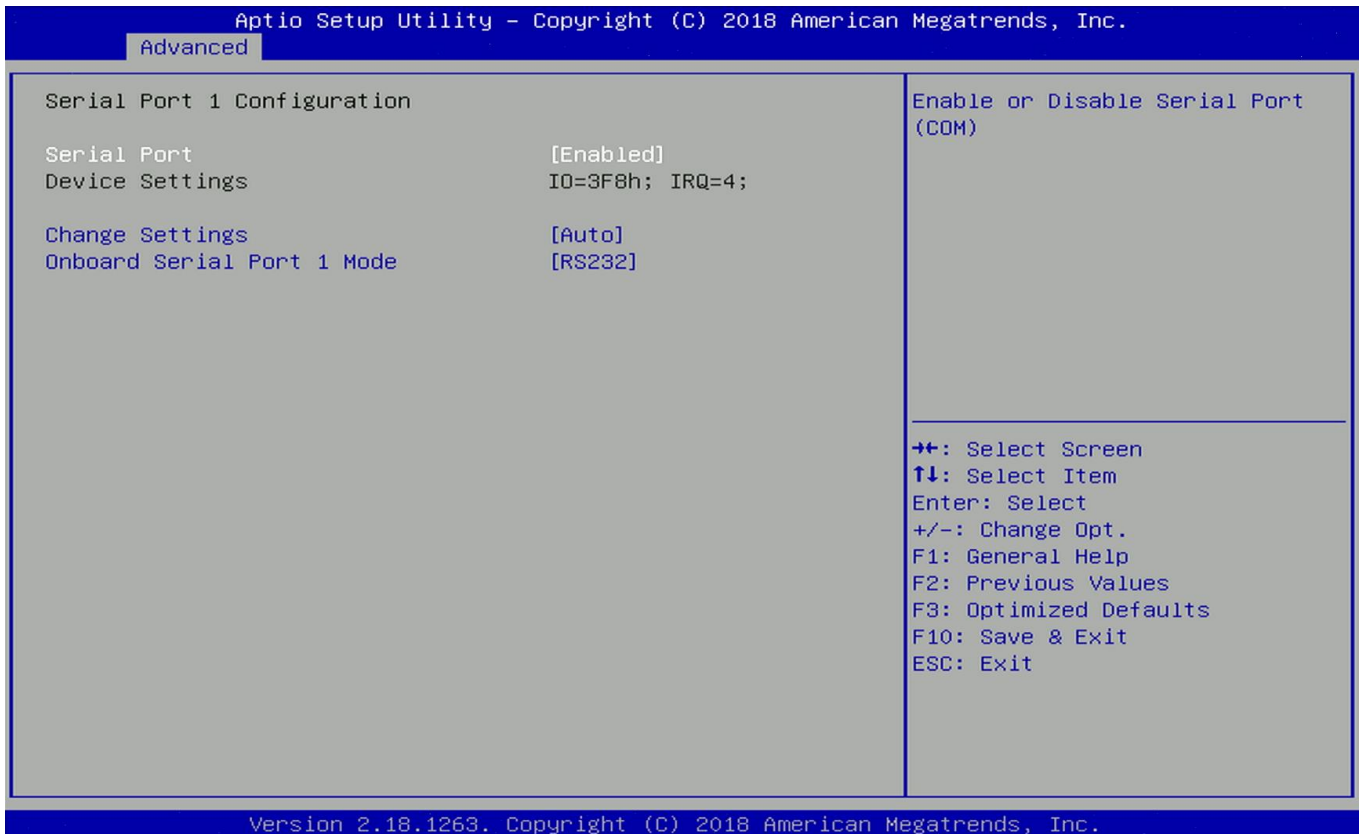 Aptio Setup Utility – Copyright (C) 2018 American Megatrends, Inc.
Advanced
Serial Port 1 Configuration
Serial Port [Enabled]
Device Settings IO=3F8h; IRQ=4;
Change Settings [Auto]
Onboard Serial Port 1 Mode [RS232]
Enable or Disable Serial Port
(COM)
→←: Select Screen
↑↓: Select Item
Enter: Select
+/-: Change Opt.
F1: General Help
F2: Previous Values
F3: Optimized Defaults
F10: Save & Exit
ESC: Exit
Version 2.18.1263. Copyright (C) 2018 American Megatrends, Inc.